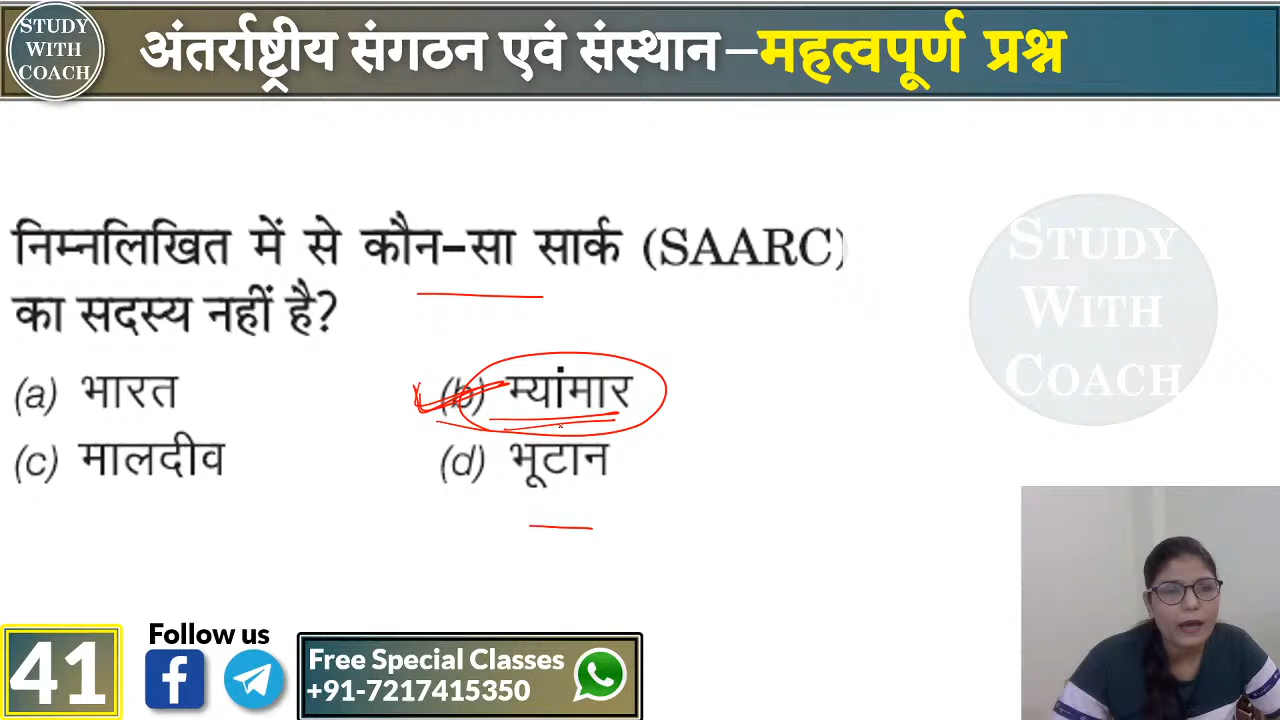 STUDY
WITH
COACH
अंतर्राष्ट्रीय संगठन एवं संस्थान–महत्वपूर्ण प्रश्न
निम्नलिखित में से कौन–सा सार्क (SAARC)
का सदस्य नहीं है?
(a) भारत
(b) म्यांमार
(c) मालदीव
(d) भूटान
STUDY
WITH
COACH
41
Follow us
Free Special Classes
+91-7217415350